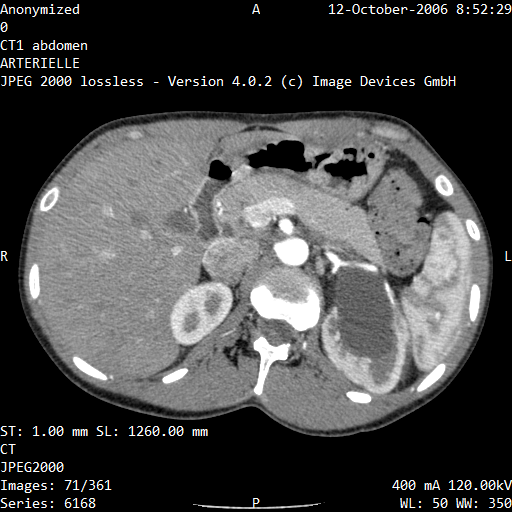 Anonymized A 12-October-2006 8:52:29
0
CT1 abdomen
ARTERIELLE
JPEG 2000 lossless - Version 4.0.2 (c) Image Devices GmbH
R L
ST: 1.00 mm SL: 1260.00 mm
CT
JPEG2000
Images: 71/361 400 mA 120.00kV
Series: 6168 P WL: 50 WW: 350